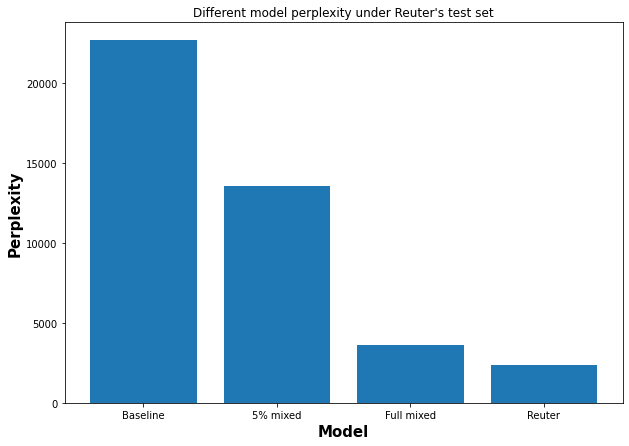 Different model perplexity under Reuter's test set
Perplexity
20000
15000
10000
5000
0
Baseline
5% mixed
Full mixed
Reuter
Model